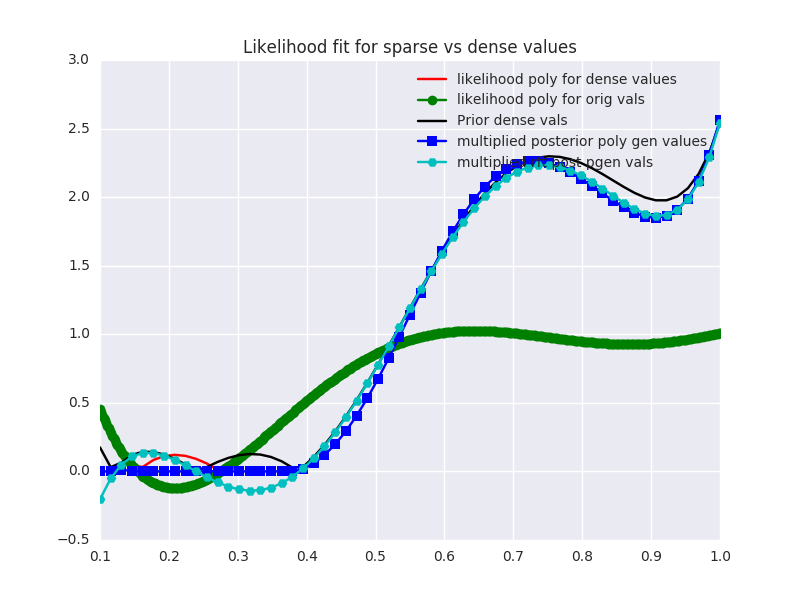 Likelihood fit for sparse vs dense values
3.0
2.5
2.0
1.5
1.0
0.5
0.0
−0.5
likelihood poly for dense values
likelihood poly for orig vals
Prior dense vals
multiplied posterior poly gen values
post pgen vals
0.1 0.2 0.3 0.4 0.5 0.6 0.7 0.8 0.9 1.0